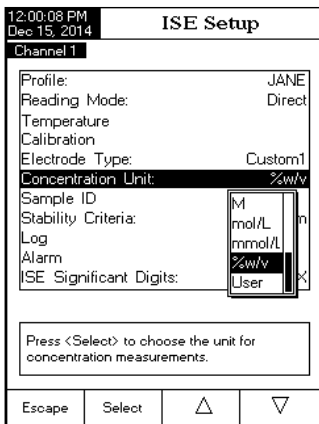 12:00:08 PM
Dec 15, 2014
ISE Setup
Channel 1
Profile: JANE
Reading Mode: Direct
Temperature
Calibration
Electrode Type: Custom1
Concentration Unit: %w/v
Sample ID
Stability Criteria:
Log
Alarm
ISE Significant Digits:
M
mol/L
mmol/L
%w/v
User
Press <Select> to choose the unit for
concentration measurements.
Escape Select